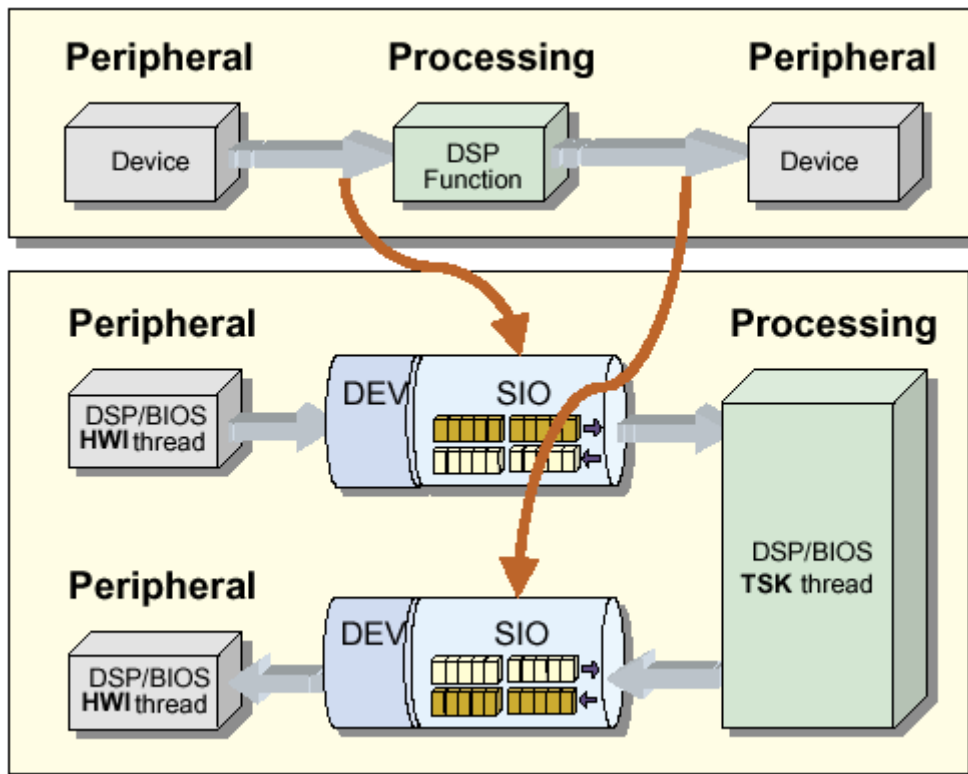 Peripheral
Processing
Peripheral
Device
DSP
Function
Device
Peripheral
Processing
DEV
SIO
DSP/BIOS
HWI thread
DSP/BIOS
TSK thread
Peripheral
DEV
SIO
DSP/BIOS
HWI thread